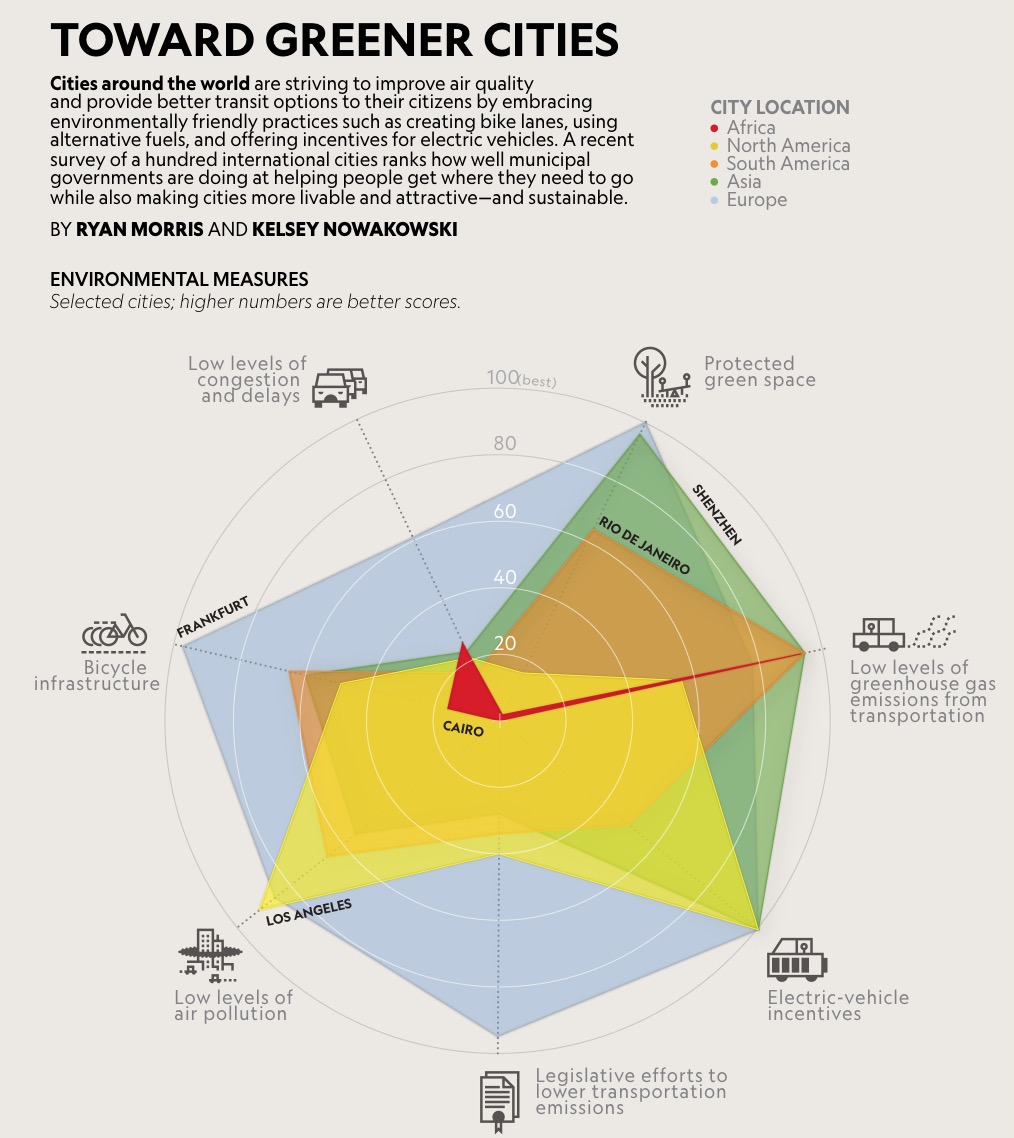 TOWARD GREENER CITIES
Cities around the world are striving to improve air quality
and provide better transit options to their citizens by embracing
environmentally friendly practices such as creating bike lanes, using
alternative fuels, and offering incentives for electric vehicles. A recent
survey of a hundred international cities ranks how well municipal
governments are doing at helping people get where they need to go
while also making cities more livable and attractive—and sustainable.
BY RYAN MORRIS AND KELSEY NOWAKOWSKI
CITY LOCATION
Africa
North America
South America
Asia
Europe
ENVIRONMENTAL MEASURES
Selected cities; higher numbers are better scores.
Low levels of
congestion
and delays
100(best)
Protected
green space
80
60
40
20
SHENZHEN
RIO DE JANEIRO
FRANKFURT
Bicycle
infrastructure
Low levels of
greenhouse gas
emissions from
transportation
CAIRO
LOS ANGELES
Low levels of
air pollution
Electric-vehicle
incentives
Legislative efforts to
lower transportation
emissions